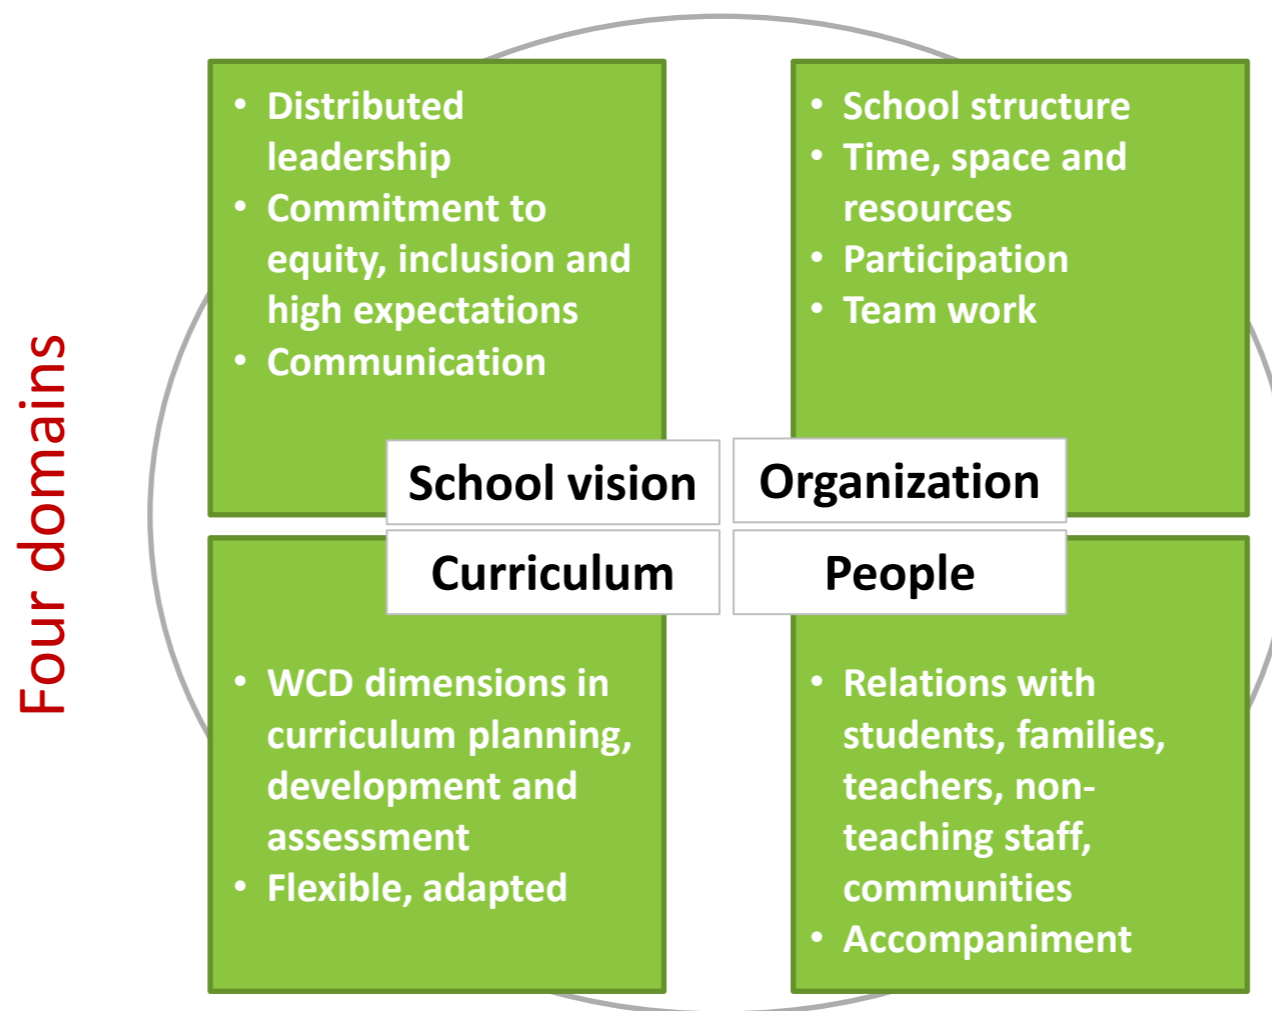 Four domains
• Distributed
leadership
• Commitment to
equity, inclusion and
high expectations
• Communication
School vision
• School structure
• Time, space and
resources
• Participation
• Team work
Organization
Curriculum
• WCD dimensions in
curriculum planning,
development and
assessment
• Flexible, adapted
People
• Relations with
students, families,
teachers, non-
teaching staff,
communities
• Accompaniment